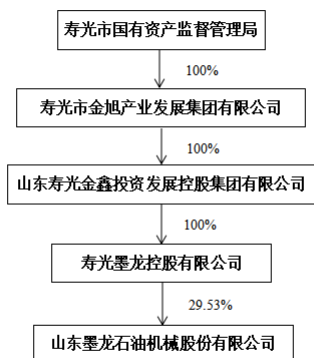 寿光市国有资产监督管理局
100%
寿光市金旭产业发展集团有限公司
100%
山东寿光金鑫投资发展控股集团有限公司
100%
寿光墨龙控股有限公司
29.53%
山东墨龙石油机械股份有限公司